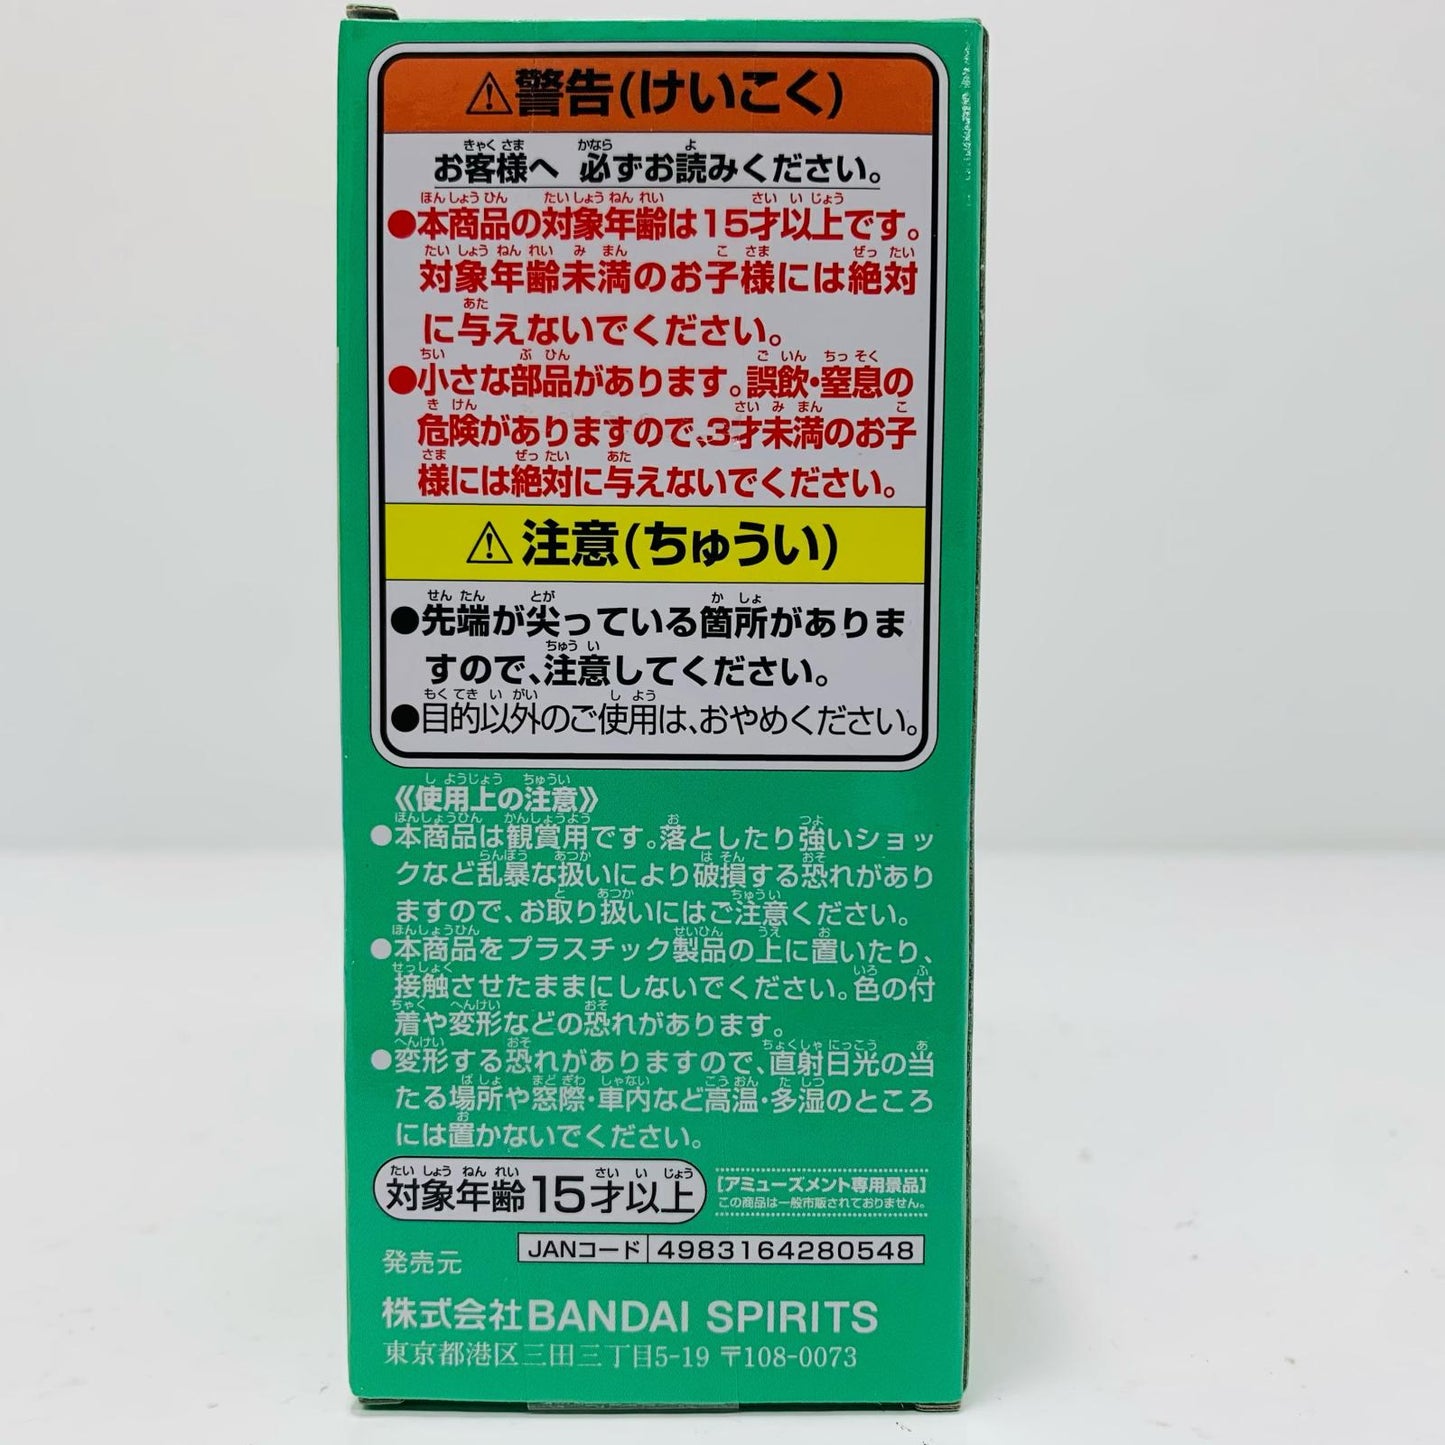 ⚠警告(けいこく)
お客様へ 必ずお読みください。
●本商品の対象年齢は15才以上です。
対象年齢未満のお子様には絶対
に与えないでください。
●小さな部品があります。誤飲・窒息の
危険がありますので、3才未満のお子
様には絶対に与えないでください。
⚠注意(ちゅうい)
●先端が尖っている箇所がありま
すので、注意してください。
●目的以外のご使用は、おやめください。
《使用上の注意》
●本商品は観賞用です。落としたり強いショッ
クなど乱暴な扱いにより破損する恐れがあり
ますので、お取り扱いにはご注意ください。
●本商品をプラスチック製品の上に置いたり、
接触させたままにしないでください。色の付
着や変形などの恐れがあります。
●変形する恐れがありますので、直射日光の当
たる場所や窓際・車内など高温・多湿のところ
には置かないでください。
対象年齢15才以上
[アミューズメント専用景品]
この商品は一般市販されておりません。
JANコード 4983164280548
発売元
株式会社BANDAI SPIRITS
東京都港区三田三丁目5-19 〒108-0073